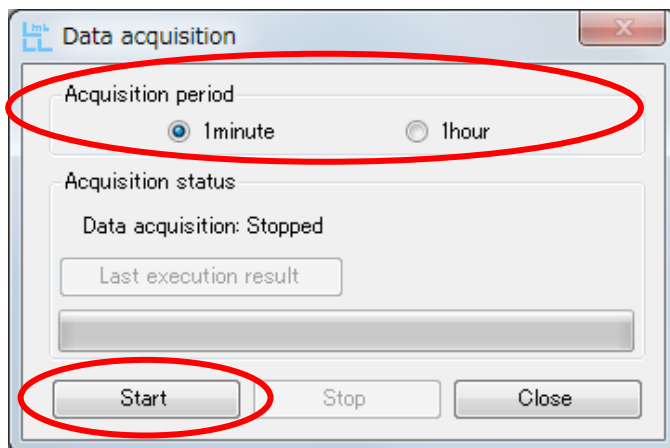 Data acquisition
Acquisition period
1minute 1hour
Acquisition status
Data acquisition: Stopped
Last execution result
Start Stop Close